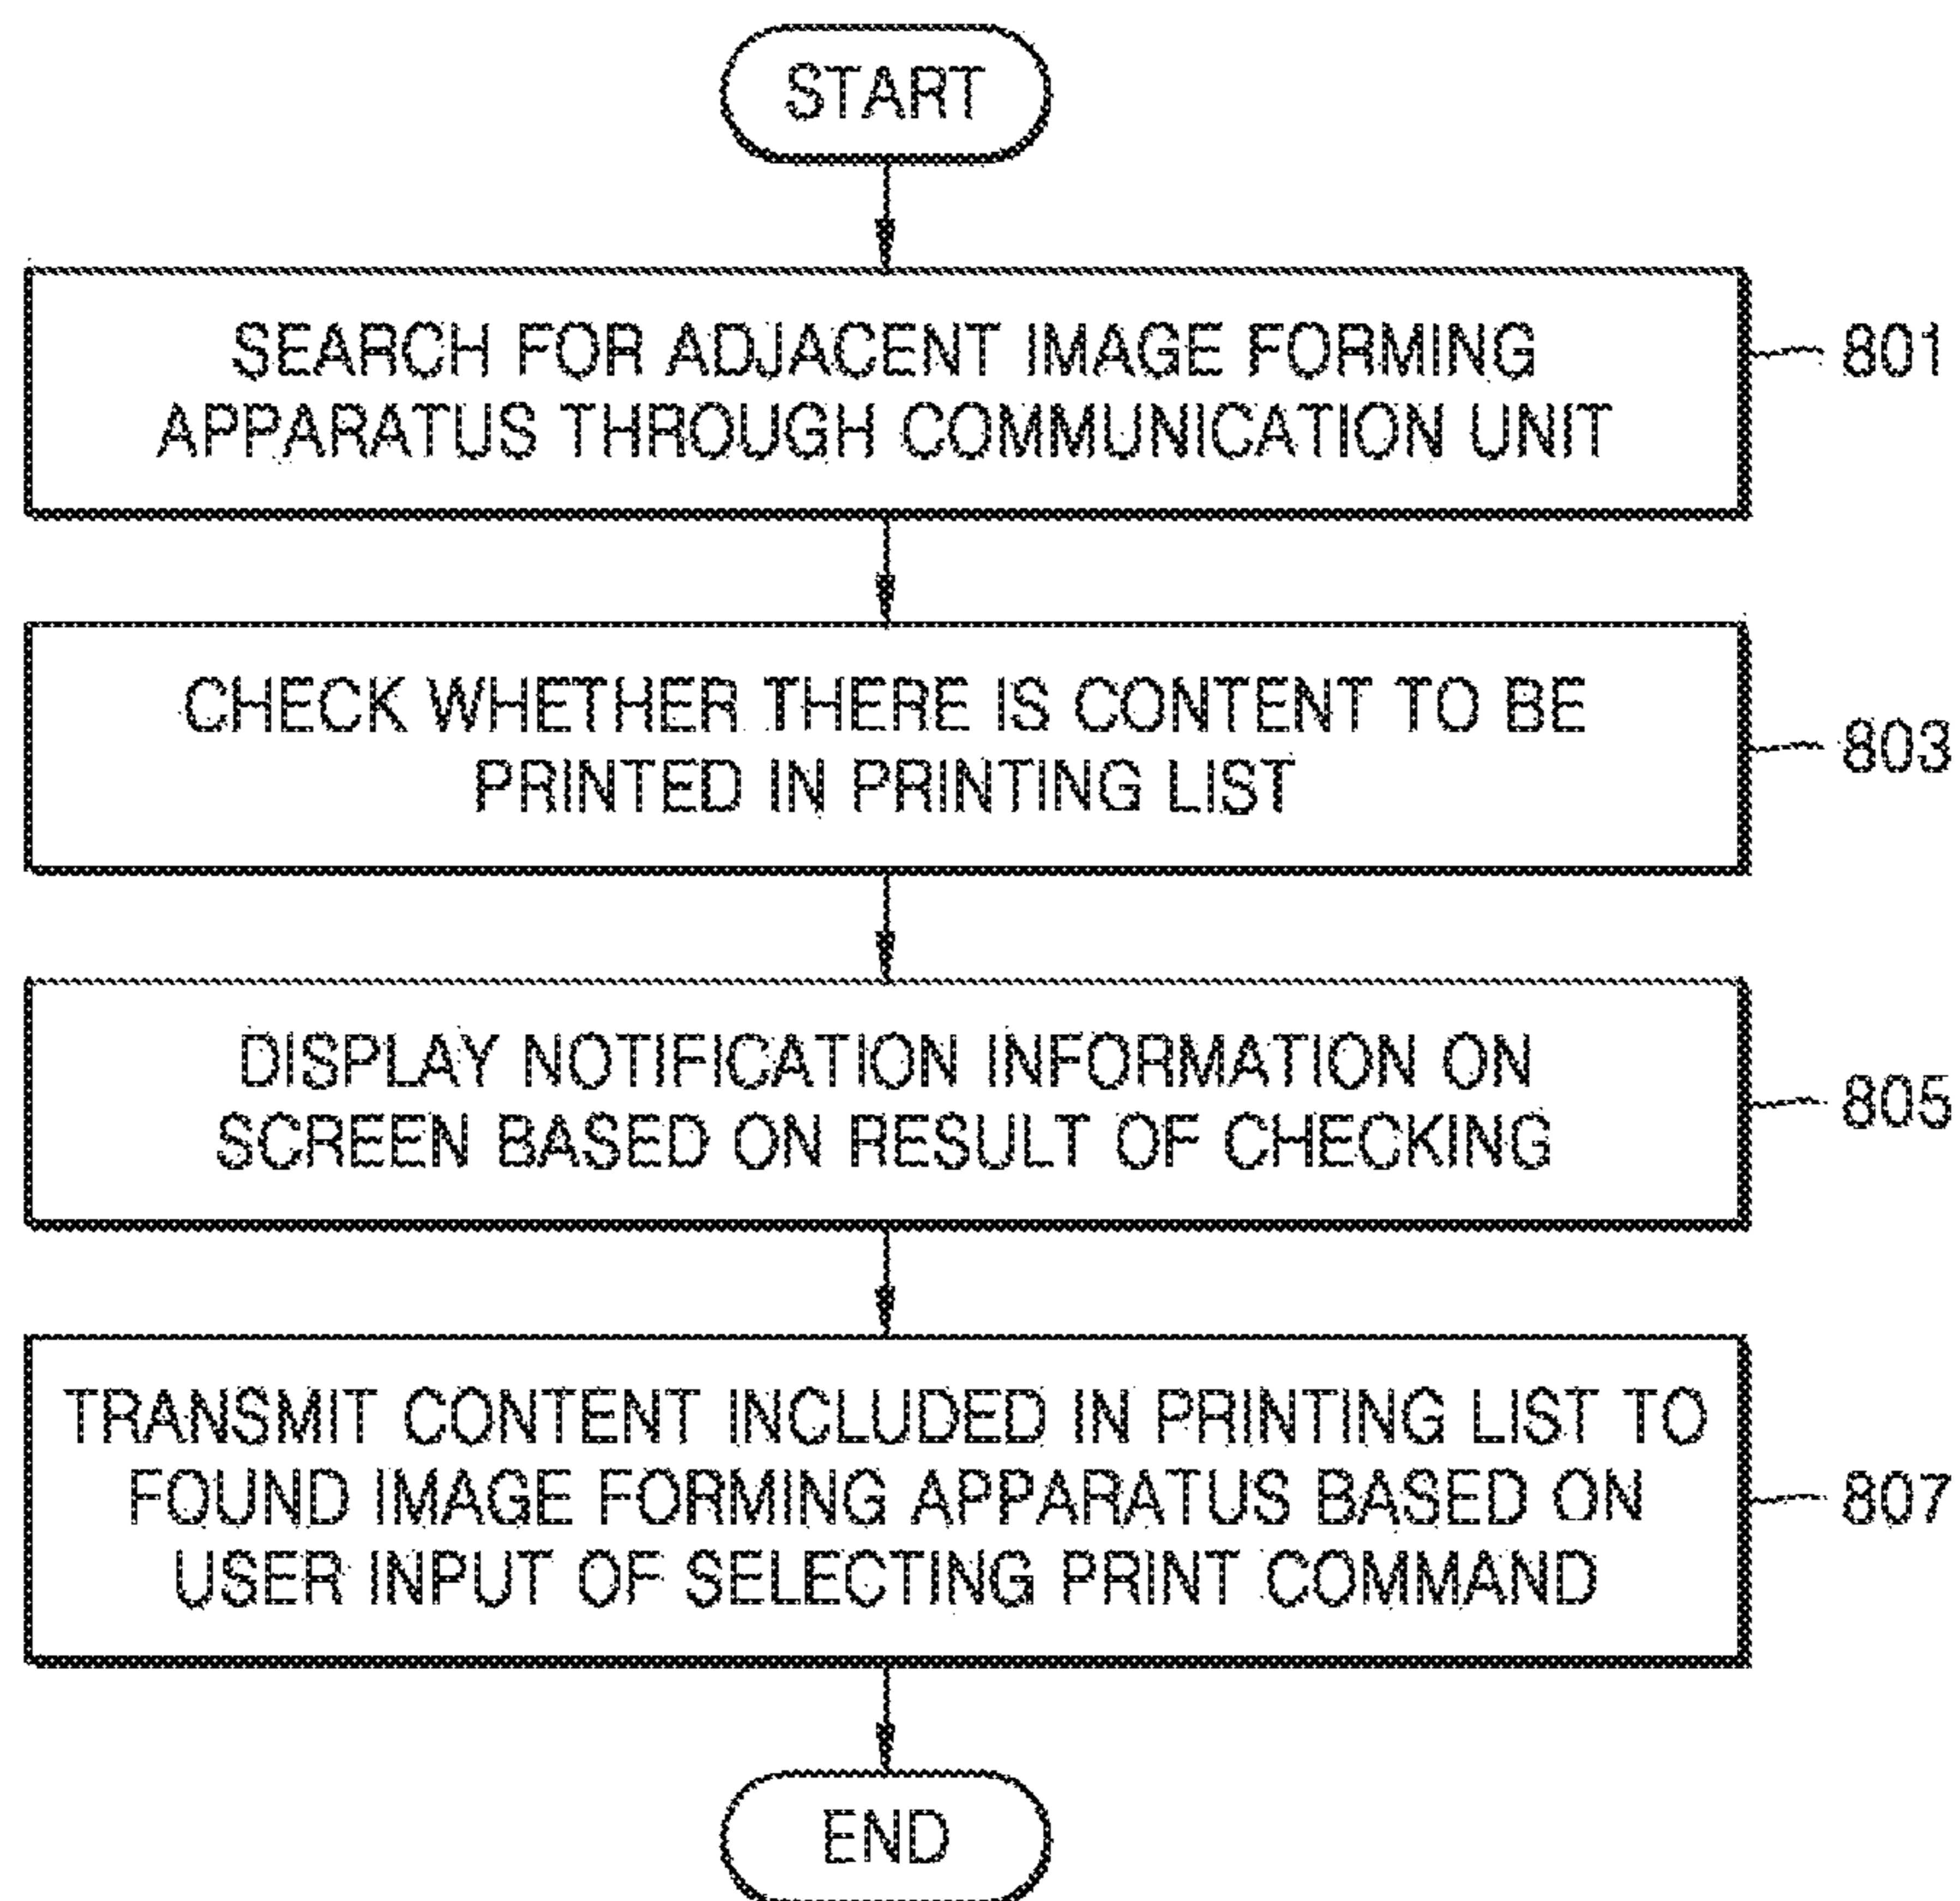 START
SEARCH FOR ADJACENT IMAGE FORMING
APPARATUS THROUGH COMMUNICATION UNIT
801
CHECK WHETHER THERE IS CONTENT TO BE
PRINTED IN PRINTING LIST
803
DISPLAY NOTIFICATION INFORMATION ON
SCREEN BASED ON RESULT OF CHECKING
805
TRANSMIT CONTENT INCLUDED IN PRINTING LIST TO
FOUND IMAGE FORMING APPARATUS BASED ON
USER INPUT OF SELECTING PRINT COMMAND
807
END